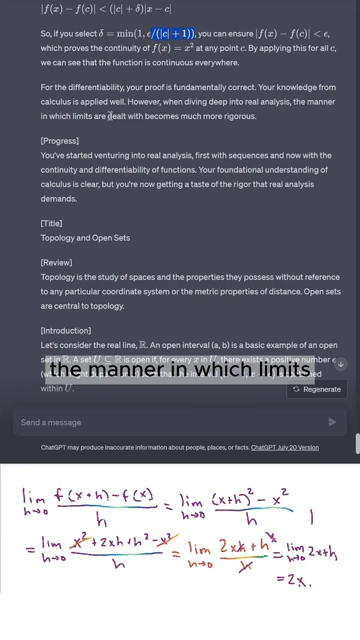 |f(x) − f(c)| < (|c| + δ)|x − c|
So, if you select δ = min(1, ϵ/(|c| + 1)), you can ensure |f(x) − f(c)| < ϵ,
which proves the continuity of f(x) = x² at any point c. By applying this for all c,
we can see that the function is continuous everywhere.
For the differentiability, your proof is fundamentally correct. Your knowledge from
calculus is applied well. However, when diving deep into real analysis, the manner
in which limits are dealt with becomes much more rigorous.
[Progress]
You've started venturing into real analysis, first with sequences and now with the
continuity and differentiability of functions. Your foundational understanding of
calculus is clear, but you're now getting a taste of the rigor that real analysis
demands.
[Title]
Topology and Open Sets
[Review]
Topology is the study of spaces and the properties they possess without reference
to any particular coordinate system or the metric properties of distance. Open sets
are central to topology.
[Introduction]
Let's consider the real line, ℝ. An open interval (a, b) is a basic example of an open
set in ℝ. A set U ⊆ ℝ is open if, for every x in U, there exists a positive number ϵ
the manner in which limits
within U.
Regenerate
Send a message
ChatGPT may produce inaccurate information about people, places, or facts. ChatGPT July 20 Version
lim h→0 f(x+h)−f(x) / h = lim h→0 (x+h)² − x² / h
= lim h→0 x² + 2xh + h² − x² / h = lim h→0 2xh + h² / h = lim h→0 2x+h
= 2x.